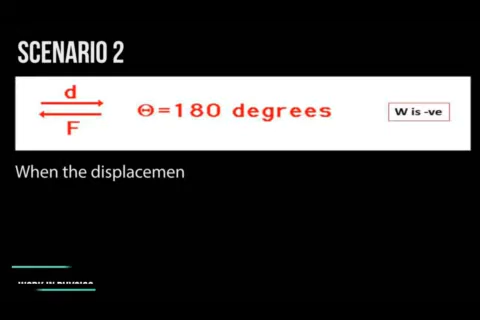 SCENARIO 2
d
F
Θ=180 degrees
W is -ve
When the displacemen